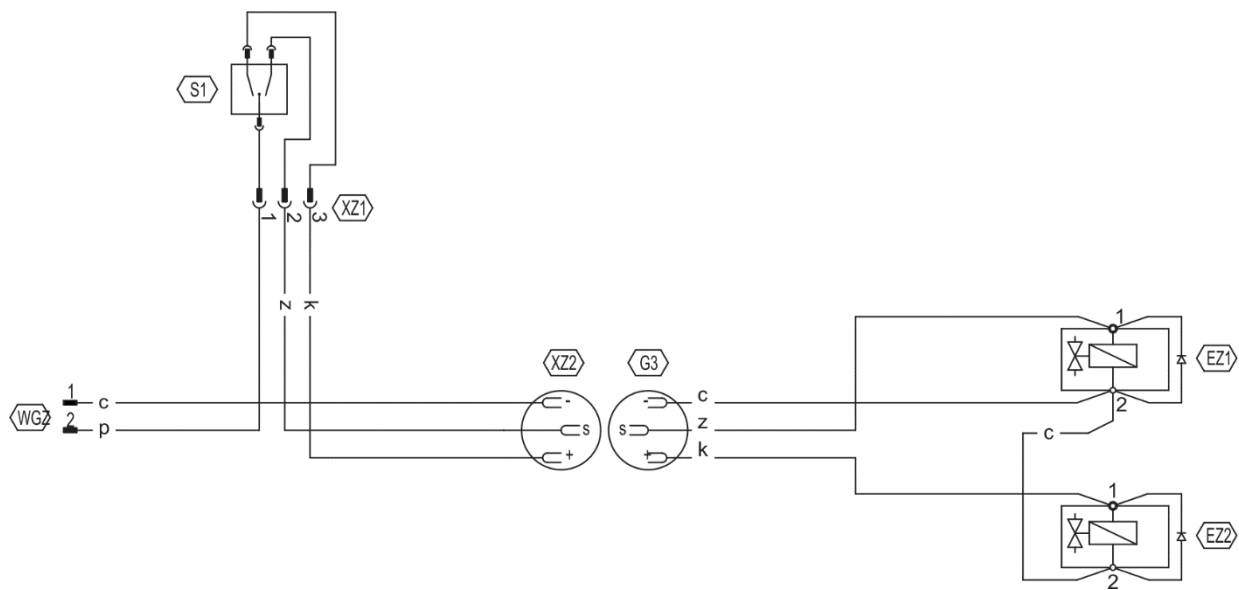 S1
1 2 3 XZ1
z k
1 EZ1
XZ2 G3
WGZ 1 c - - c 2
2 p s s z c
+ + k
1 EZ2
2